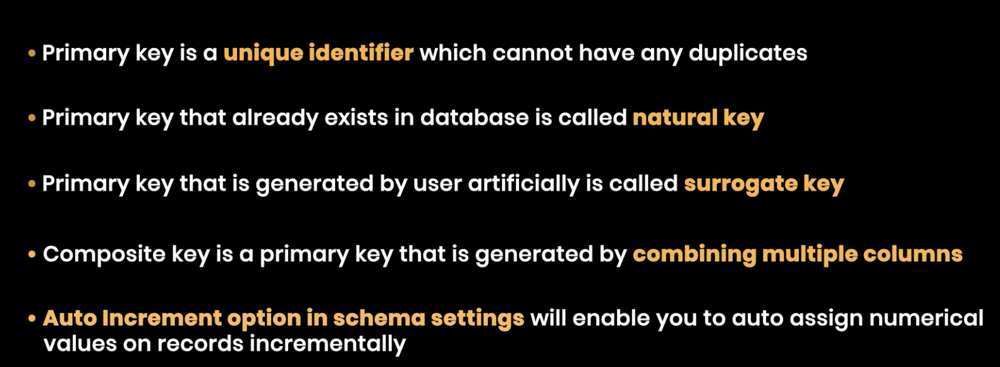 • Primary key is a unique identifier which cannot have any duplicates
• Primary key that already exists in database is called natural key
• Primary key that is generated by user artificially is called surrogate key
• Composite key is a primary key that is generated by combining multiple columns
• Auto Increment option in schema settings will enable you to auto assign numerical
values on records incrementally